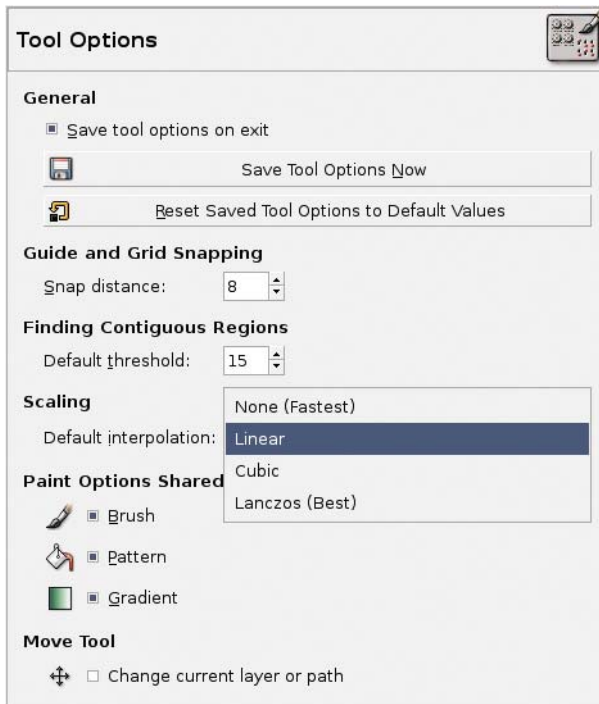 Tool Options
General
Save tool options on exit
Save Tool Options Now
Reset Saved Tool Options to Default Values
Guide and Grid Snapping
Snap distance: 8
Finding Contiguous Regions
Default threshold: 15
Scaling
None (Fastest)
Default interpolation: Linear
Cubic
Paint Options Shared
Lanczos (Best)
Brush
Pattern
Gradient
Move Tool
Change current layer or path